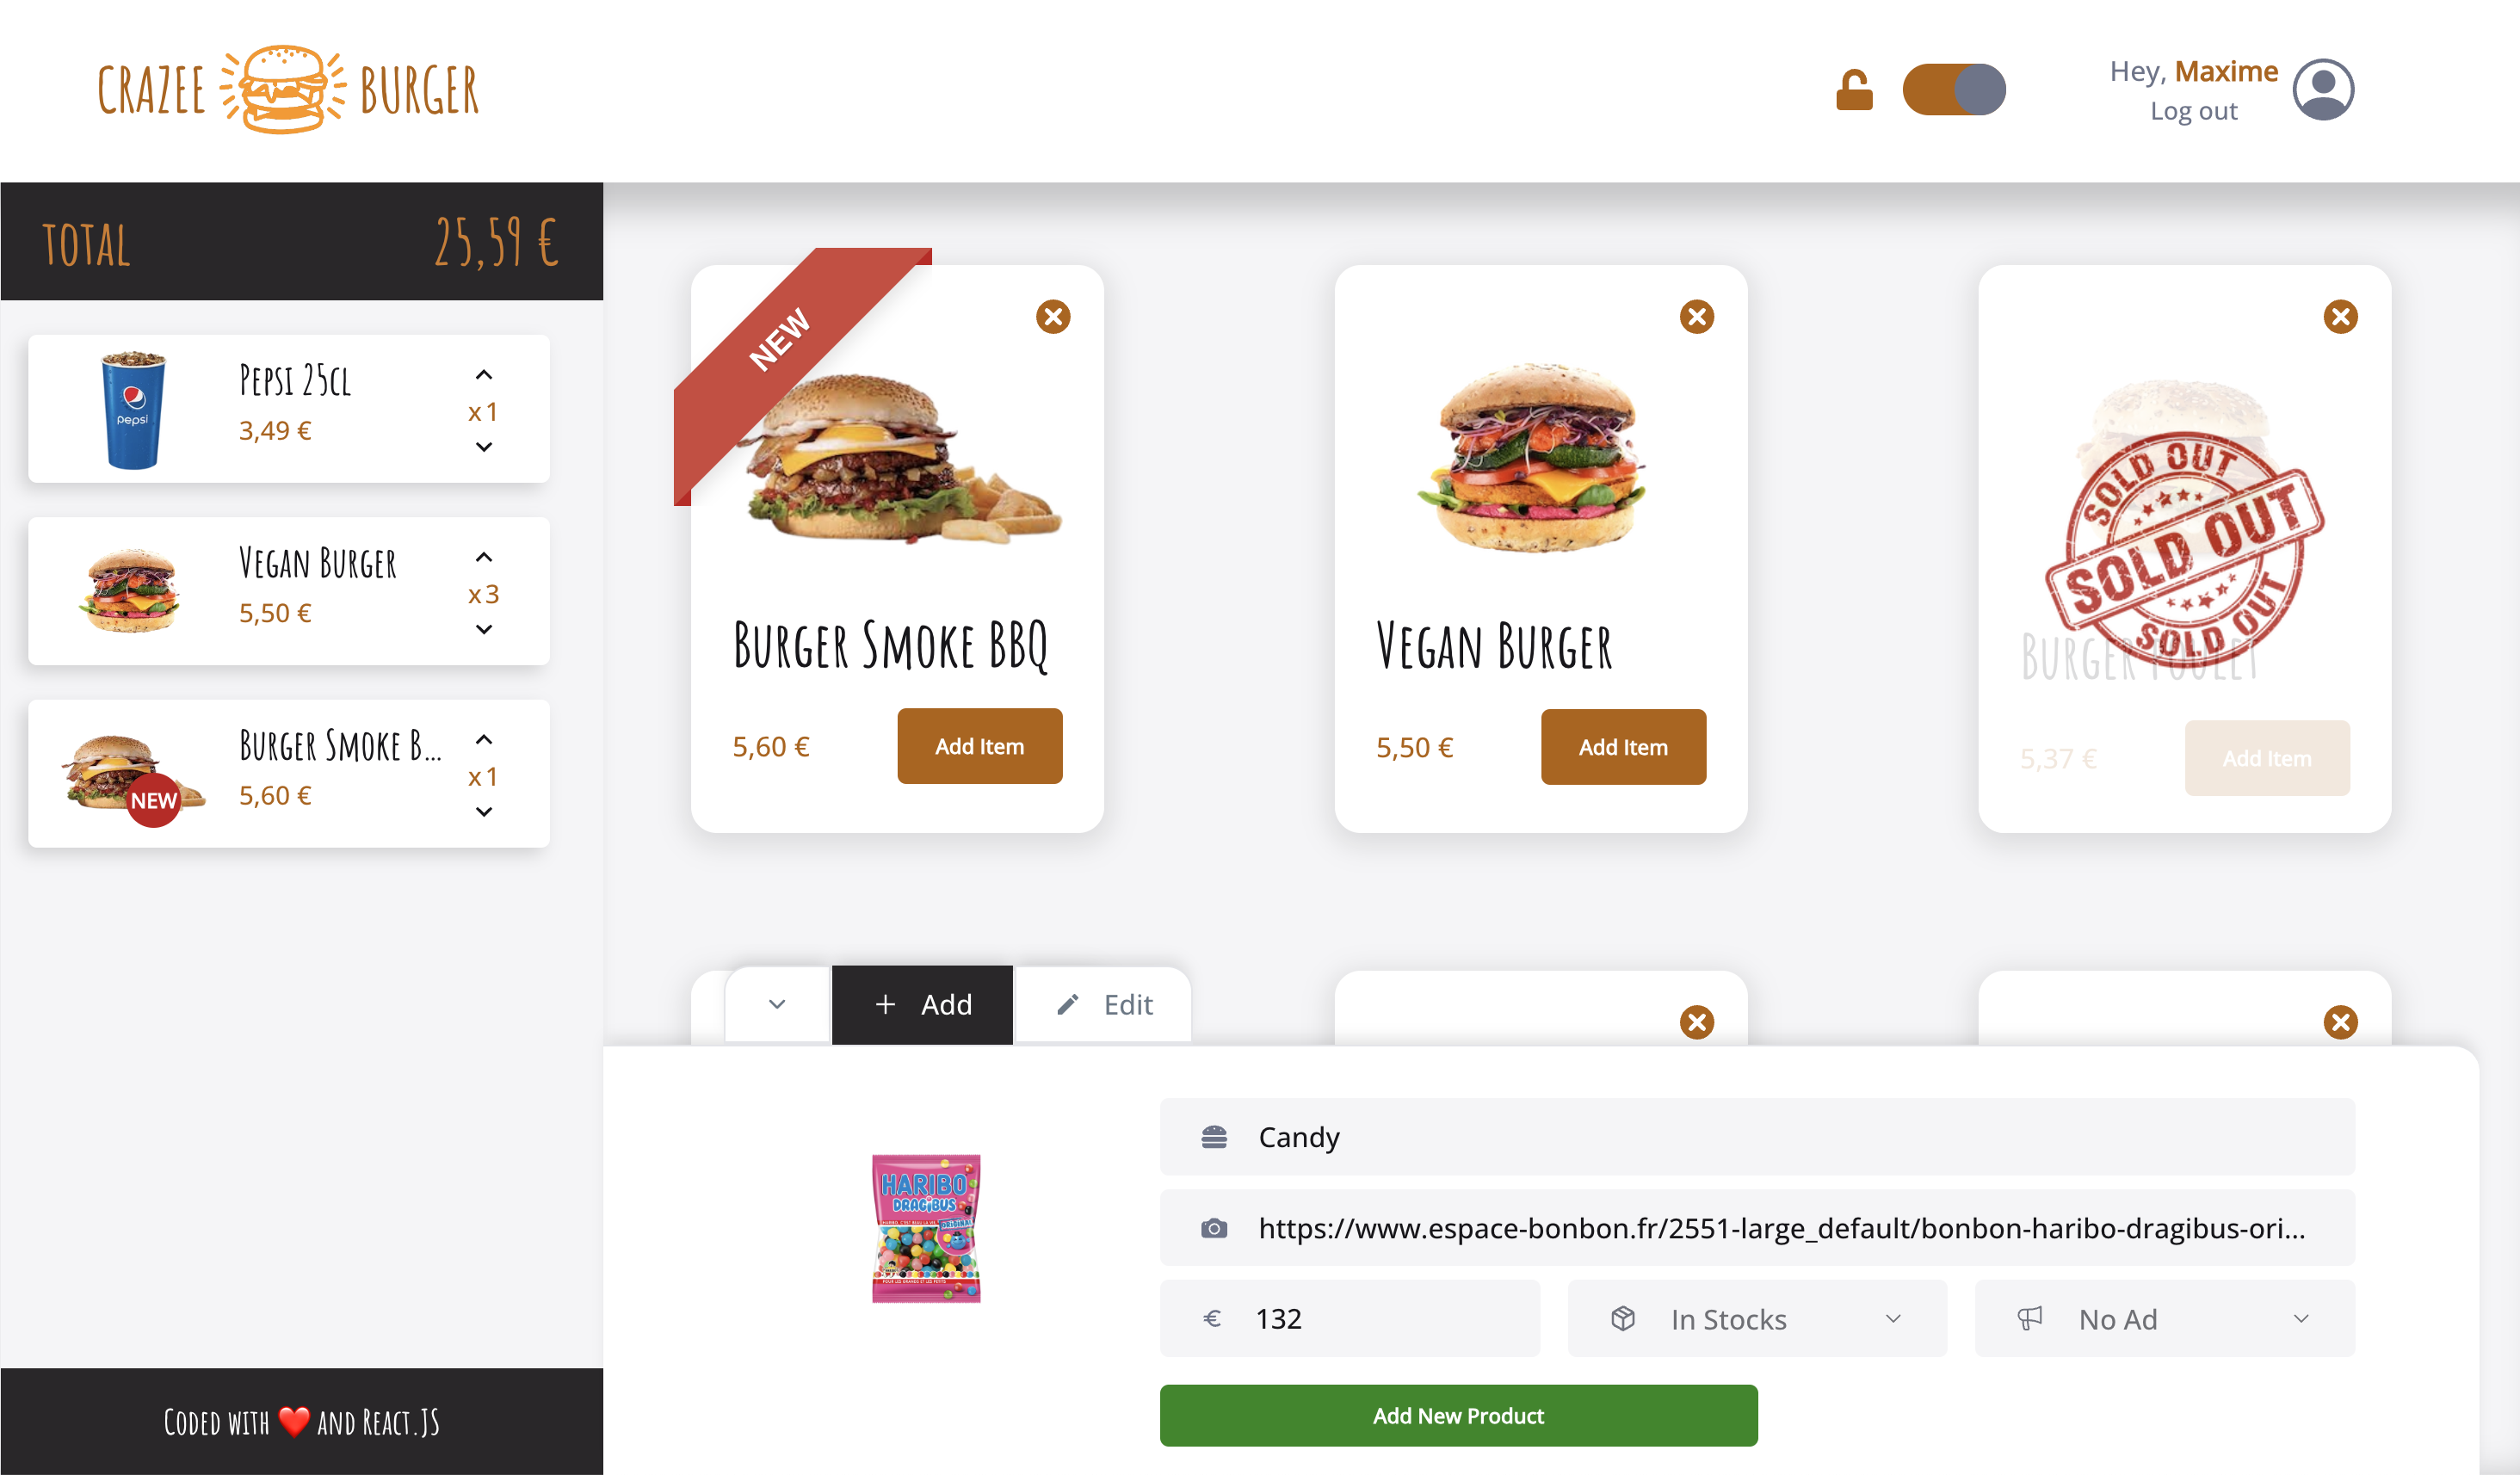 CRAZEE BURGER
Hey, Maxime
Log out
TOTAL 25,59 €
Pepsi 25cl
3,49 €
x 1
pepsi
Vegan Burger
5,50 €
x 3
Burger Smoke B...
5,60 €
x 1
NEW
Coded with ❤️ and React.JS
NEW
Burger Smoke BBQ
5,60 €
Add Item
Vegan Burger
5,50 €
Add Item
SOLD OUT
SOLD OUT
SOLD OUT
Burger Poulet
5,37 €
Add Item
+ Add
Edit
HARIBO
DRAGIBUS
ORIGINAL
Candy
https://www.espace-bonbon.fr/2551-large_default/bonbon-haribo-dragibus-ori...
€ 132
In Stocks
No Ad
Add New Product